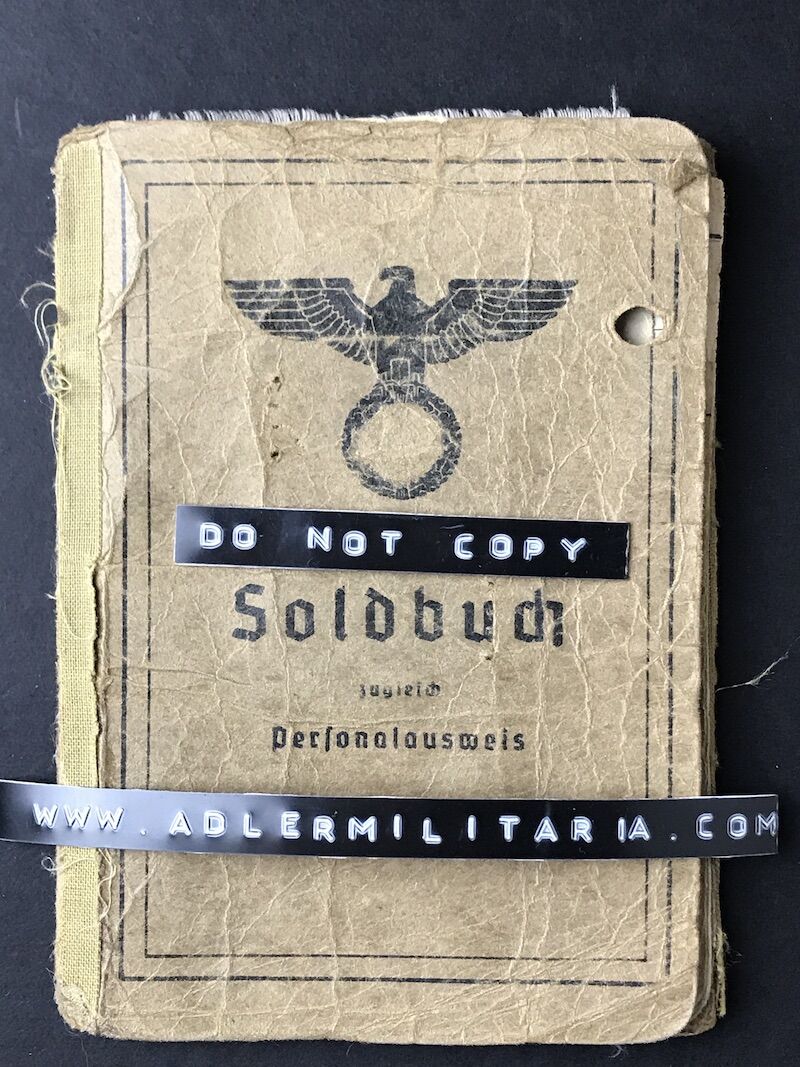 DO NOT COPY
Soldbuch
zugleich
Personalausweis
WWW.ADLERMILITARIA.COM